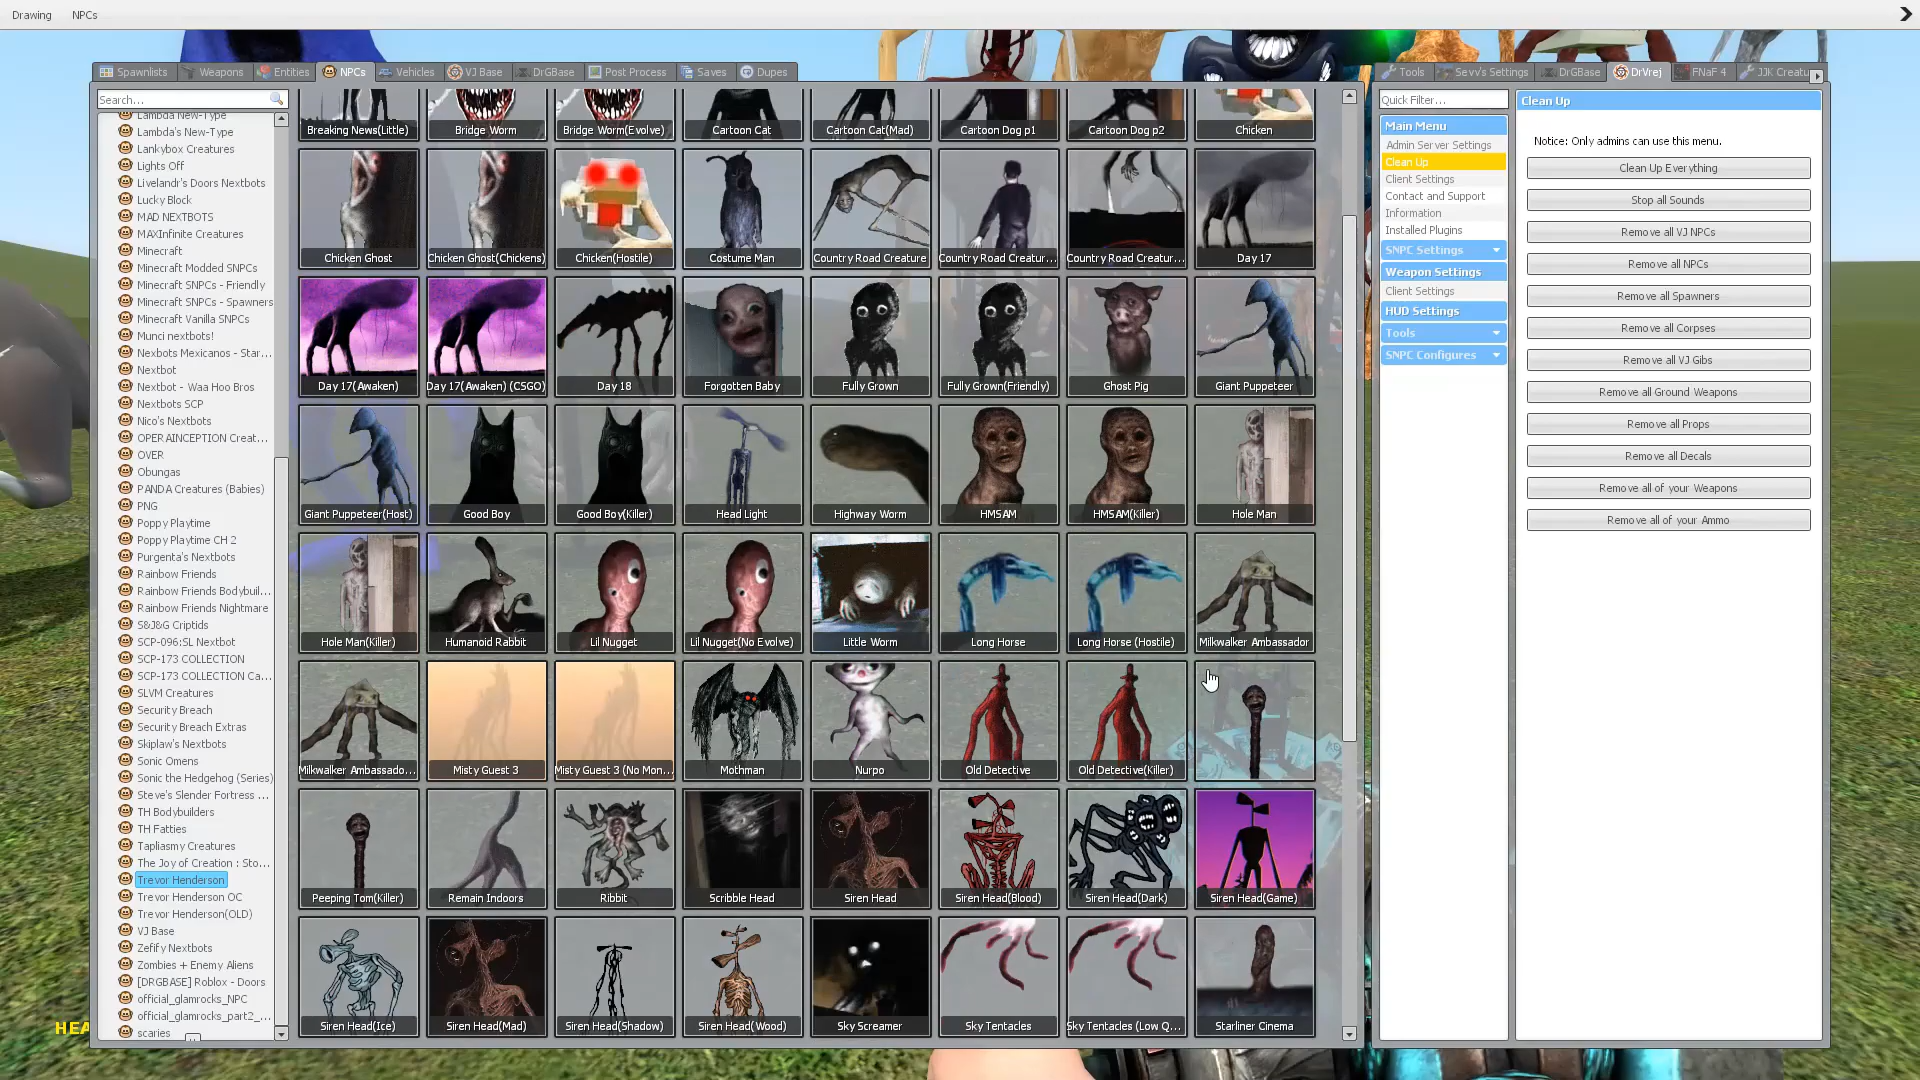 Drawing NPCs
Spawnlists Weapons Entities NPCs Vehicles VJ Base DrGBase Post Process Saves Dupes
Tools Sevv's Settings DrGBase DrVrej FNaF 4 JJK Creatu
Search...
Lambda New-Type
Lambda's New-Type
Lankybox Creatures
Lights Off
Livelandr's Doors Nextbots
Lucky Block
MAD NEXTBOTS
MAXInfinite Creatures
Minecraft
Minecraft Modded SNPCs
Minecraft SNPCs - Friendly
Minecraft SNPCs - Spawners
Minecraft Vanilla SNPCs
Munci nextbots!
Nexbots Mexicanos - Star...
Nextbot
Nextbot - Waa Hoo Bros
Nextbots SCP
Nico's Nextbots
OPERAINCEPTION Creat...
OVER
Obungas
PANDA Creatures (Babies)
PNG
Poppy Playtime
Poppy Playtime CH 2
Purgenta's Nextbots
Rainbow Friends
Rainbow Friends Bodybuil...
Rainbow Friends Nightmare
S&J&G Criptids
SCP-096:SL Nextbot
SCP-173 COLLECTION
SCP-173 COLLECTION Ca...
SLVM Creatures
Security Breach
Security Breach Extras
Skiplaw's Nextbots
Sonic Omens
Sonic the Hedgehog (Series)
Steve's Slender Fortress ...
TH Bodybuilders
TH Fatties
Tapliasmy Creatures
The Joy of Creation : Sto...
Trevor Henderson
Trevor Henderson OC
Trevor Henderson(OLD)
VJ Base
Zefify Nextbots
Zombies + Enemy Aliens
[DRGBASE] Roblox - Doors
official_glamrocks_NPC
official_glamrocks_part2_...
scaries
HEA
Breaking News(Little) Bridge Worm Bridge Worm(Evolve) Cartoon Cat Cartoon Cat(Mad) Cartoon Dog p1 Cartoon Dog p2 Chicken
Chicken Ghost Chicken Ghost(Chickens) Chicken(Hostile) Costume Man Country Road Creature Country Road Creatur... Country Road Creatur... Day 17
Day 17(Awaken) Day 17(Awaken) (CSGO) Day 18 Forgotten Baby Fully Grown Fully Grown(Friendly) Ghost Pig Giant Puppeteer
Giant Puppeteer(Host) Good Boy Good Boy(Killer) Head Light Highway Worm HMSAM HMSAM(Killer) Hole Man
Hole Man(Killer) Humanoid Rabbit Lil Nugget Lil Nugget(No Evolve) Little Worm Long Horse Long Horse (Hostile) Milkwalker Ambassador
Milkwalker Ambassado... Misty Guest 3 Misty Guest 3 (No Mon... Mothman Nurpo Old Detective Old Detective(Killer)
Peeping Tom(Killer) Remain Indoors Ribbit Scribble Head Siren Head Siren Head(Blood) Siren Head(Dark) Siren Head(Game)
Siren Head(Ice) Siren Head(Mad) Siren Head(Shadow) Siren Head(Wood) Sky Screamer Sky Tentacles Sky Tentacles (Low Q... Starliner Cinema
Quick Filter...
Main Menu
Admin Server Settings
Clean Up
Client Settings
Contact and Support
Information
Installed Plugins
SNPC Settings
Weapon Settings
Client Settings
HUD Settings
Tools
SNPC Configures
Clean Up
Notice: Only admins can use this menu.
Clean Up Everything
Stop all Sounds
Remove all VJ NPCs
Remove all NPCs
Remove all Spawners
Remove all Corpses
Remove all VJ Gibs
Remove all Ground Weapons
Remove all Props
Remove all Decals
Remove all of your Weapons
Remove all of your Ammo